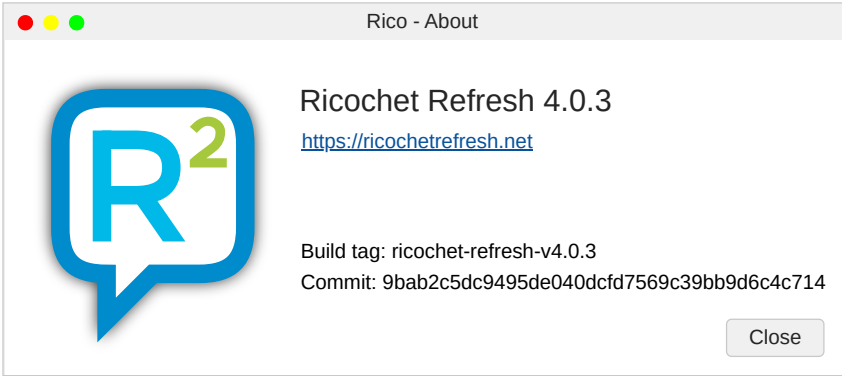 Rico - About
R2
Ricochet Refresh 4.0.3
https://ricochetrefresh.net
Build tag: ricochet-refresh-v4.0.3
Commit: 9bab2c5dc9495de040dcfd7569c39bb9d6c4c714
Close